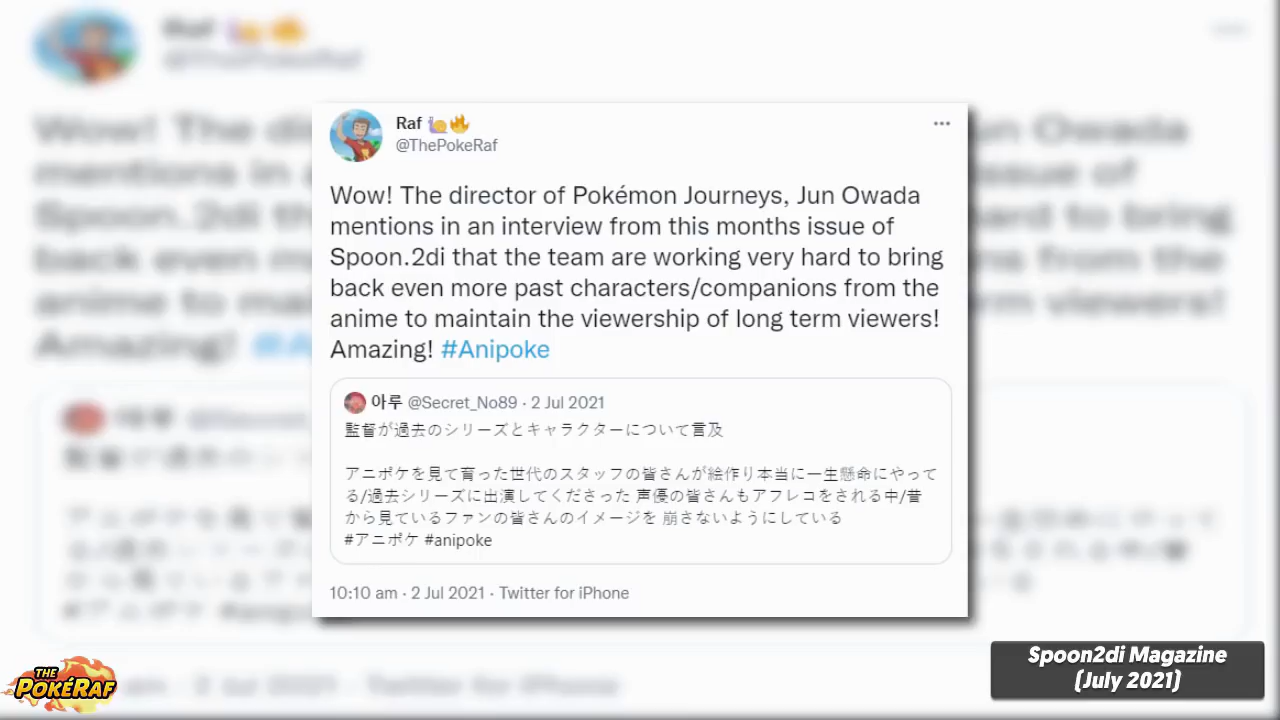 Raf 🐌🔥
@ThePokeRaf
Wow! The director of Pokémon Journeys, Jun Owada
mentions in an interview from this months issue of
Spoon.2di that the team are working very hard to bring
back even more past characters/companions from the
anime to maintain the viewership of long term viewers!
Amazing! #Anipoke
아루 @Secret_No89 · 2 Jul 2021
監督が過去のシリーズとキャラクターについて言及
アニポケを見て育った世代のスタッフの皆さんが絵作り本当に一生懸命にやって
る/過去シリーズに出演してくださった 声優の皆さんもアフレコをされる中/昔
から見ているファンの皆さんのイメージを 崩さないようにしている
#アニポケ #anipoke
10:10 am · 2 Jul 2021 · Twitter for iPhone
THE
POKÉRAF
Spoon2di Magazine
(July 2021)